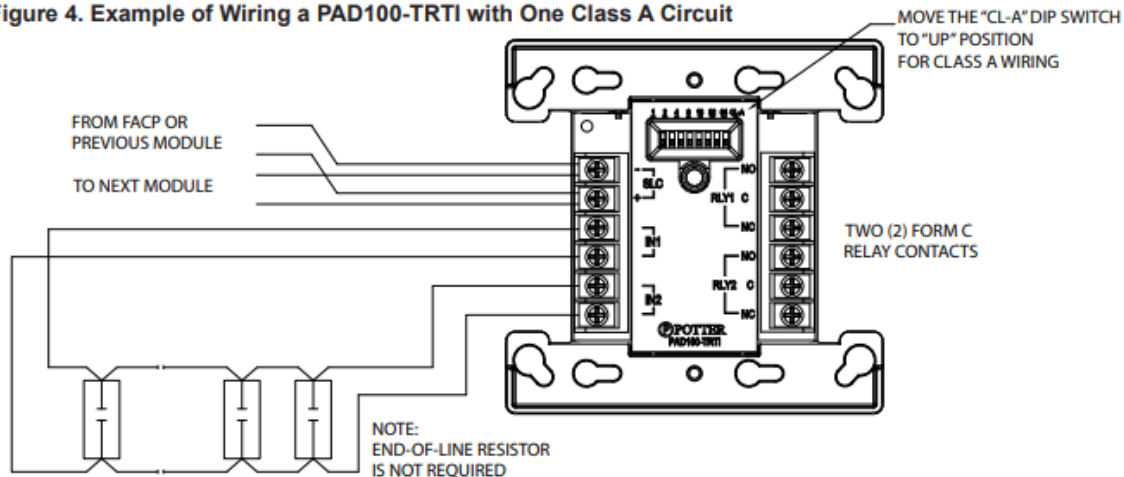 Figure 4. Example of Wiring a PAD100-TRTI with One Class A Circuit
MOVE THE "CL-A" DIP SWITCH
TO "UP" POSITION
FOR CLASS A WIRING
FROM FACP OR
PREVIOUS MODULE
TO NEXT MODULE
- SLC
+
IN1
IN2
NO
RLY1 C
NC
NO
RLY2 C
NC
TWO (2) FORM C
RELAY CONTACTS
POTTER
PAD100-TRTI
NOTE:
END-OF-LINE RESISTOR
IS NOT REQUIRED